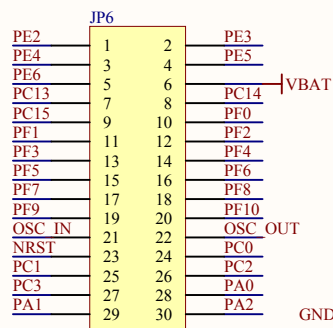 JP6
PE2 1 2 PE3
PE4 3 4 PE5
PE6 5 6 VBAT
PC13 7 8 PC14
PC15 9 10 PF0
PF1 11 12 PF2
PF3 13 14 PF4
PF5 15 16 PF6
PF7 17 18 PF8
PF9 19 20 PF10
OSC_IN 21 22 OSC_OUT
NRST 23 24 PC0
PC1 25 26 PC2
PC3 27 28 PA0
PA1 29 30 PA2 GND